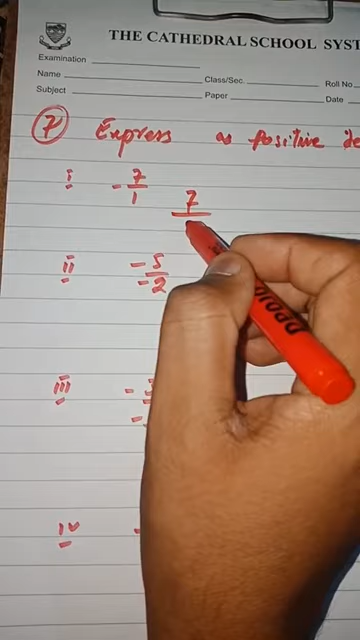 THE CATHEDRAL SCHOOL SYST
Examination
Name Class/Sec. Roll No
Subject Paper Date
7 Express as positive de
i -7/1 7
ii -5/-2
iii
iv
DOLLAR